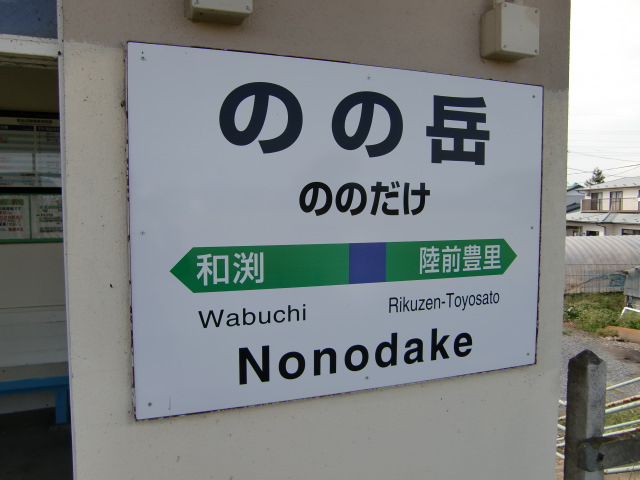 のの岳
ののだけ
和渕 陸前豊里
Wabuchi Rikuzen-Toyosato
Nonodake